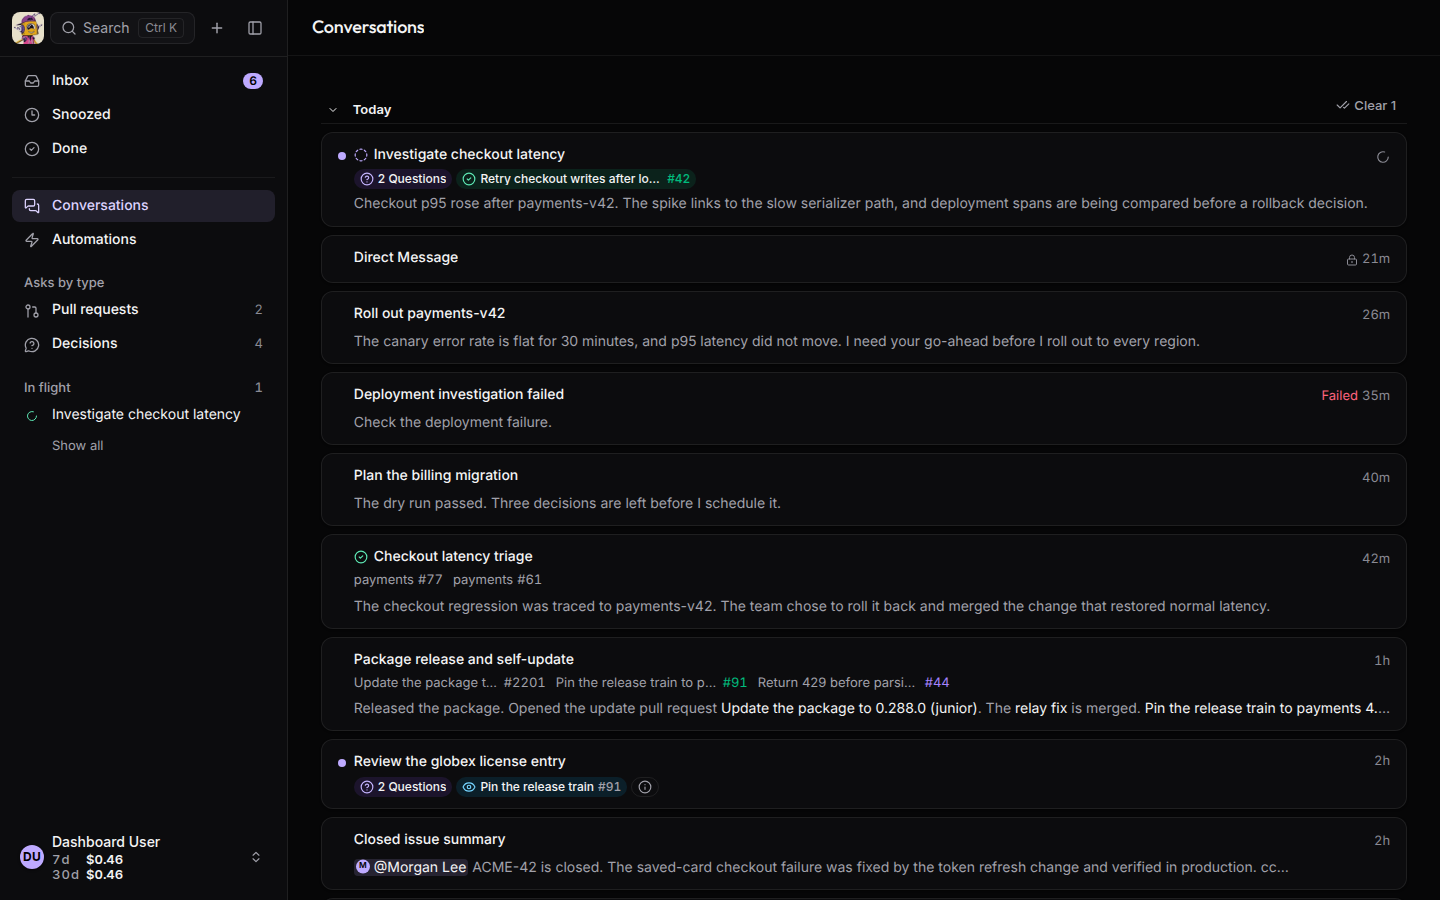 Search Ctrl K
Conversations
Inbox 6
Snoozed
Done
Conversations
Automations
Asks by type
Pull requests 2
Decisions 4
In flight 1
Investigate checkout latency
Show all
Dashboard User
DU
7d $0.46
30d $0.46
Today
Clear 1
Investigate checkout latency
2 Questions Retry checkout writes after lo... #42
Checkout p95 rose after payments-v42. The spike links to the slow serializer path, and deployment spans are being compared before a rollback decision.
Direct Message 21m
Roll out payments-v42 26m
The canary error rate is flat for 30 minutes, and p95 latency did not move. I need your go-ahead before I roll out to every region.
Deployment investigation failed Failed 35m
Check the deployment failure.
Plan the billing migration 40m
The dry run passed. Three decisions are left before I schedule it.
Checkout latency triage 42m
payments #77 payments #61
The checkout regression was traced to payments-v42. The team chose to roll it back and merged the change that restored normal latency.
Package release and self-update 1h
Update the package t... #2201 Pin the release train to p... #91 Return 429 before parsi... #44
Released the package. Opened the update pull request Update the package to 0.288.0 (junior). The relay fix is merged. Pin the release train to payments 4....
Review the globex license entry 2h
2 Questions Pin the release train #91
Closed issue summary 2h
M @Morgan Lee ACME-42 is closed. The saved-card checkout failure was fixed by the token refresh change and verified in production. cc...